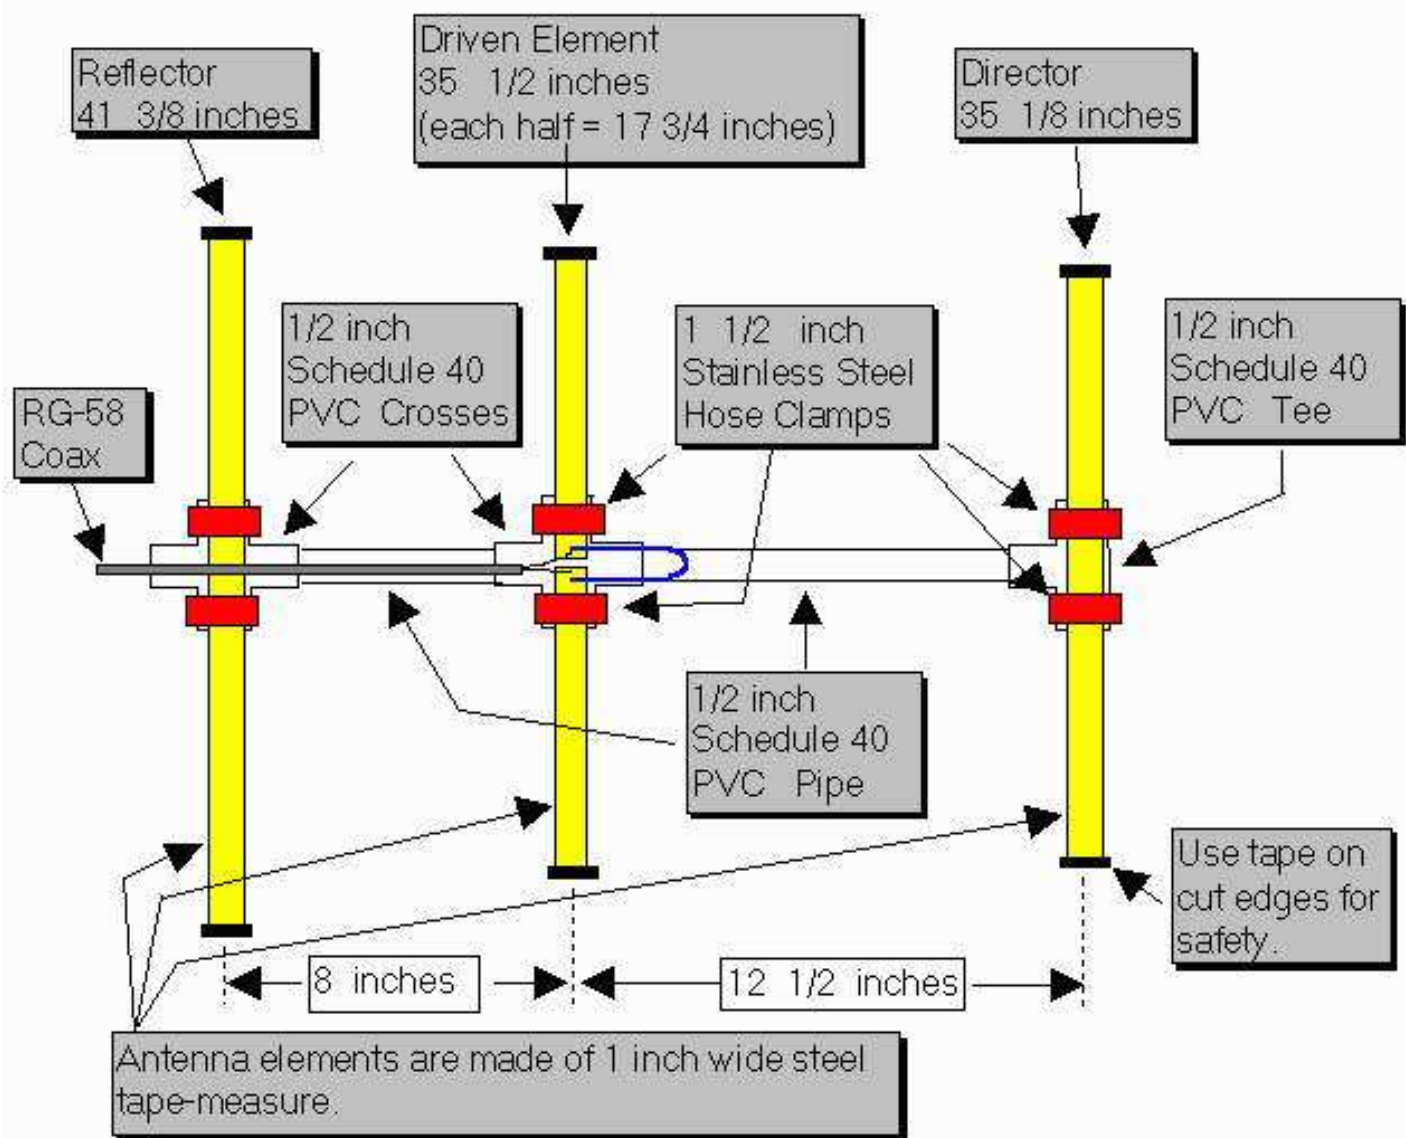 Reflector
41 3/8 inches
Driven Element
35 1/2 inches
(each half = 17 3/4 inches)
Director
35 1/8 inches
RG-58
Coax
1/2 inch
Schedule 40
PVC Crosses
1 1/2 inch
Stainless Steel
Hose Clamps
1/2 inch
Schedule 40
PVC Tee
1/2 inch
Schedule 40
PVC Pipe
Use tape on
cut edges for
safety.
8 inches
12 1/2 inches
Antenna elements are made of 1 inch wide steel
tape-measure.